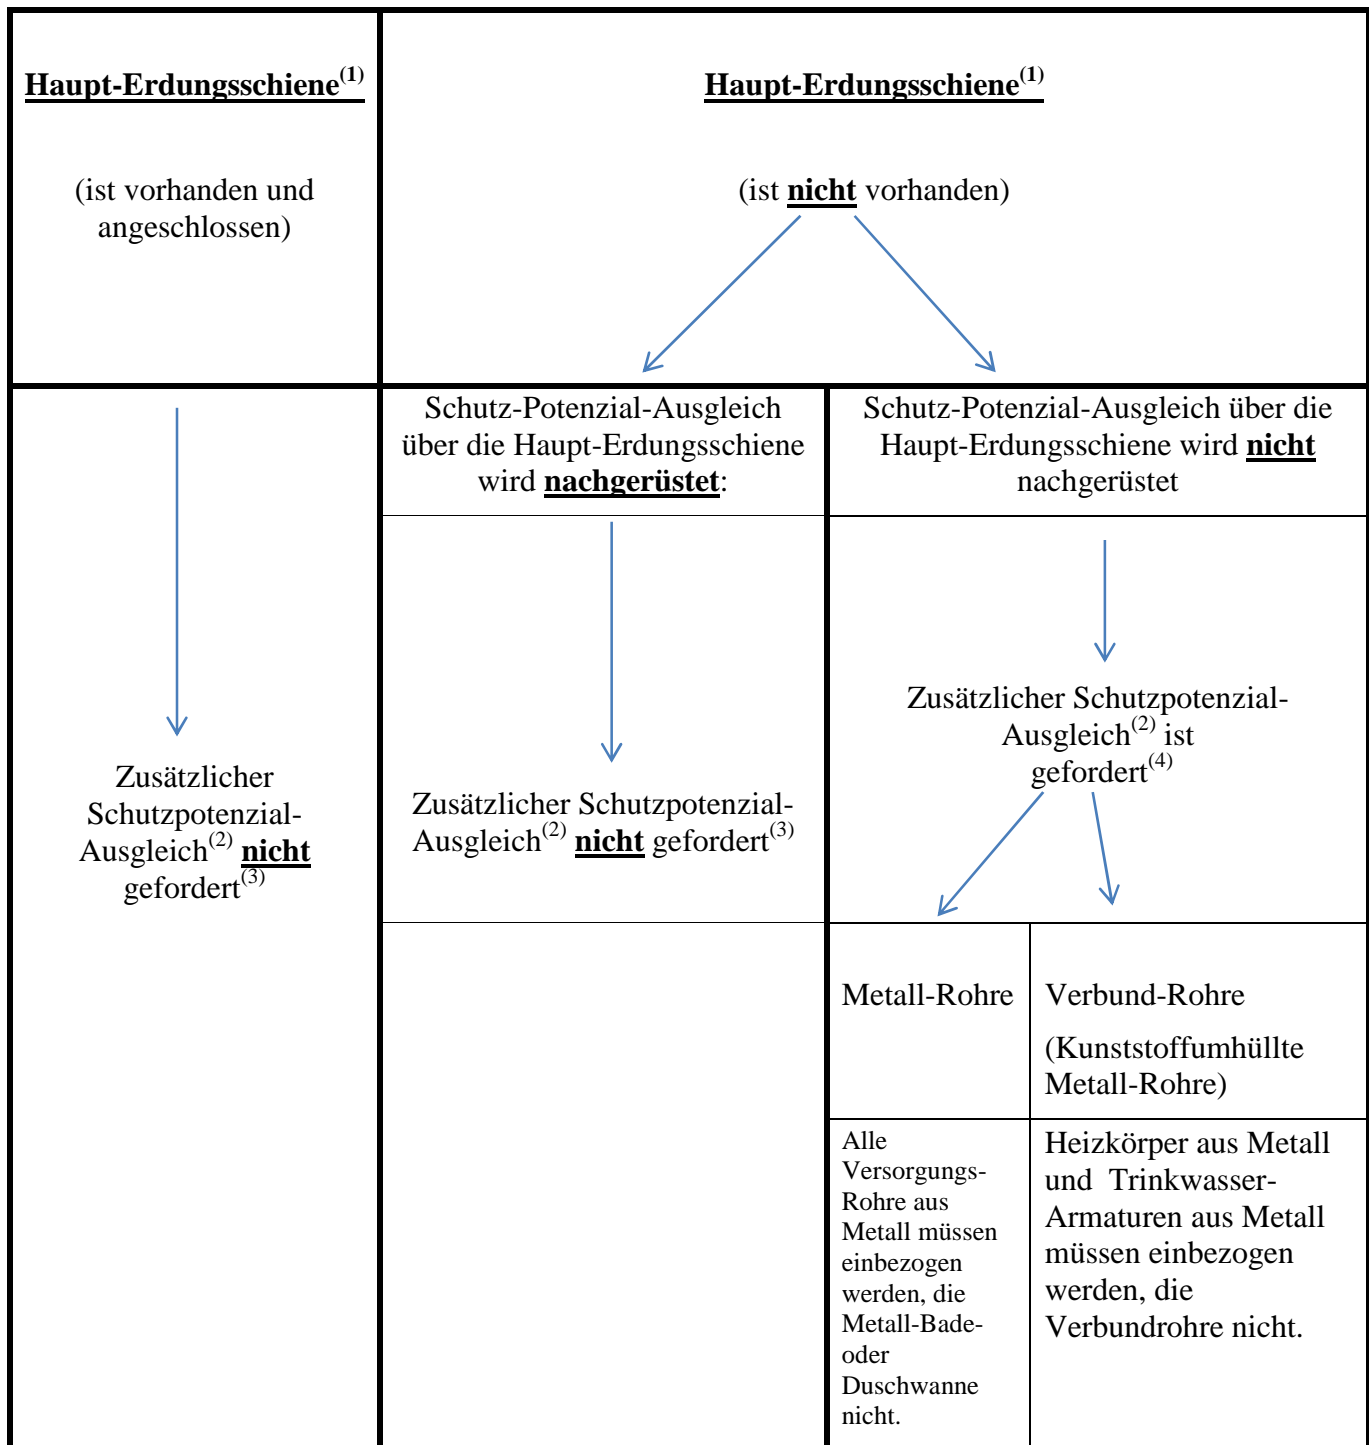 Haupt-Erdungsschiene(1)
(ist vorhanden und
angeschlossen)
Haupt-Erdungsschiene(1)
(ist nicht vorhanden)
Zusätzlicher
Schutzpotenzial-
Ausgleich(2) nicht
gefordert(3)
Schutz-Potenzial-Ausgleich
über die Haupt-Erdungsschiene
wird nachgerüstet:
Zusätzlicher Schutzpotenzial-
Ausgleich(2) nicht gefordert(3)
Schutz-Potenzial-Ausgleich über die
Haupt-Erdungsschiene wird nicht
nachgerüstet
Zusätzlicher Schutzpotenzial-
Ausgleich(2) ist
gefordert(4)
Metall-Rohre
Alle
Versorgungs-
Rohre aus
Metall müssen
einbezogen
werden, die
Metall-Bade-
oder
Duschwanne
nicht.
Verbund-Rohre
(Kunststoffumhüllte
Metall-Rohre)
Heizkörper aus Metall
und Trinkwasser-
Armaturen aus Metall
müssen einbezogen
werden, die
Verbundrohre nicht.